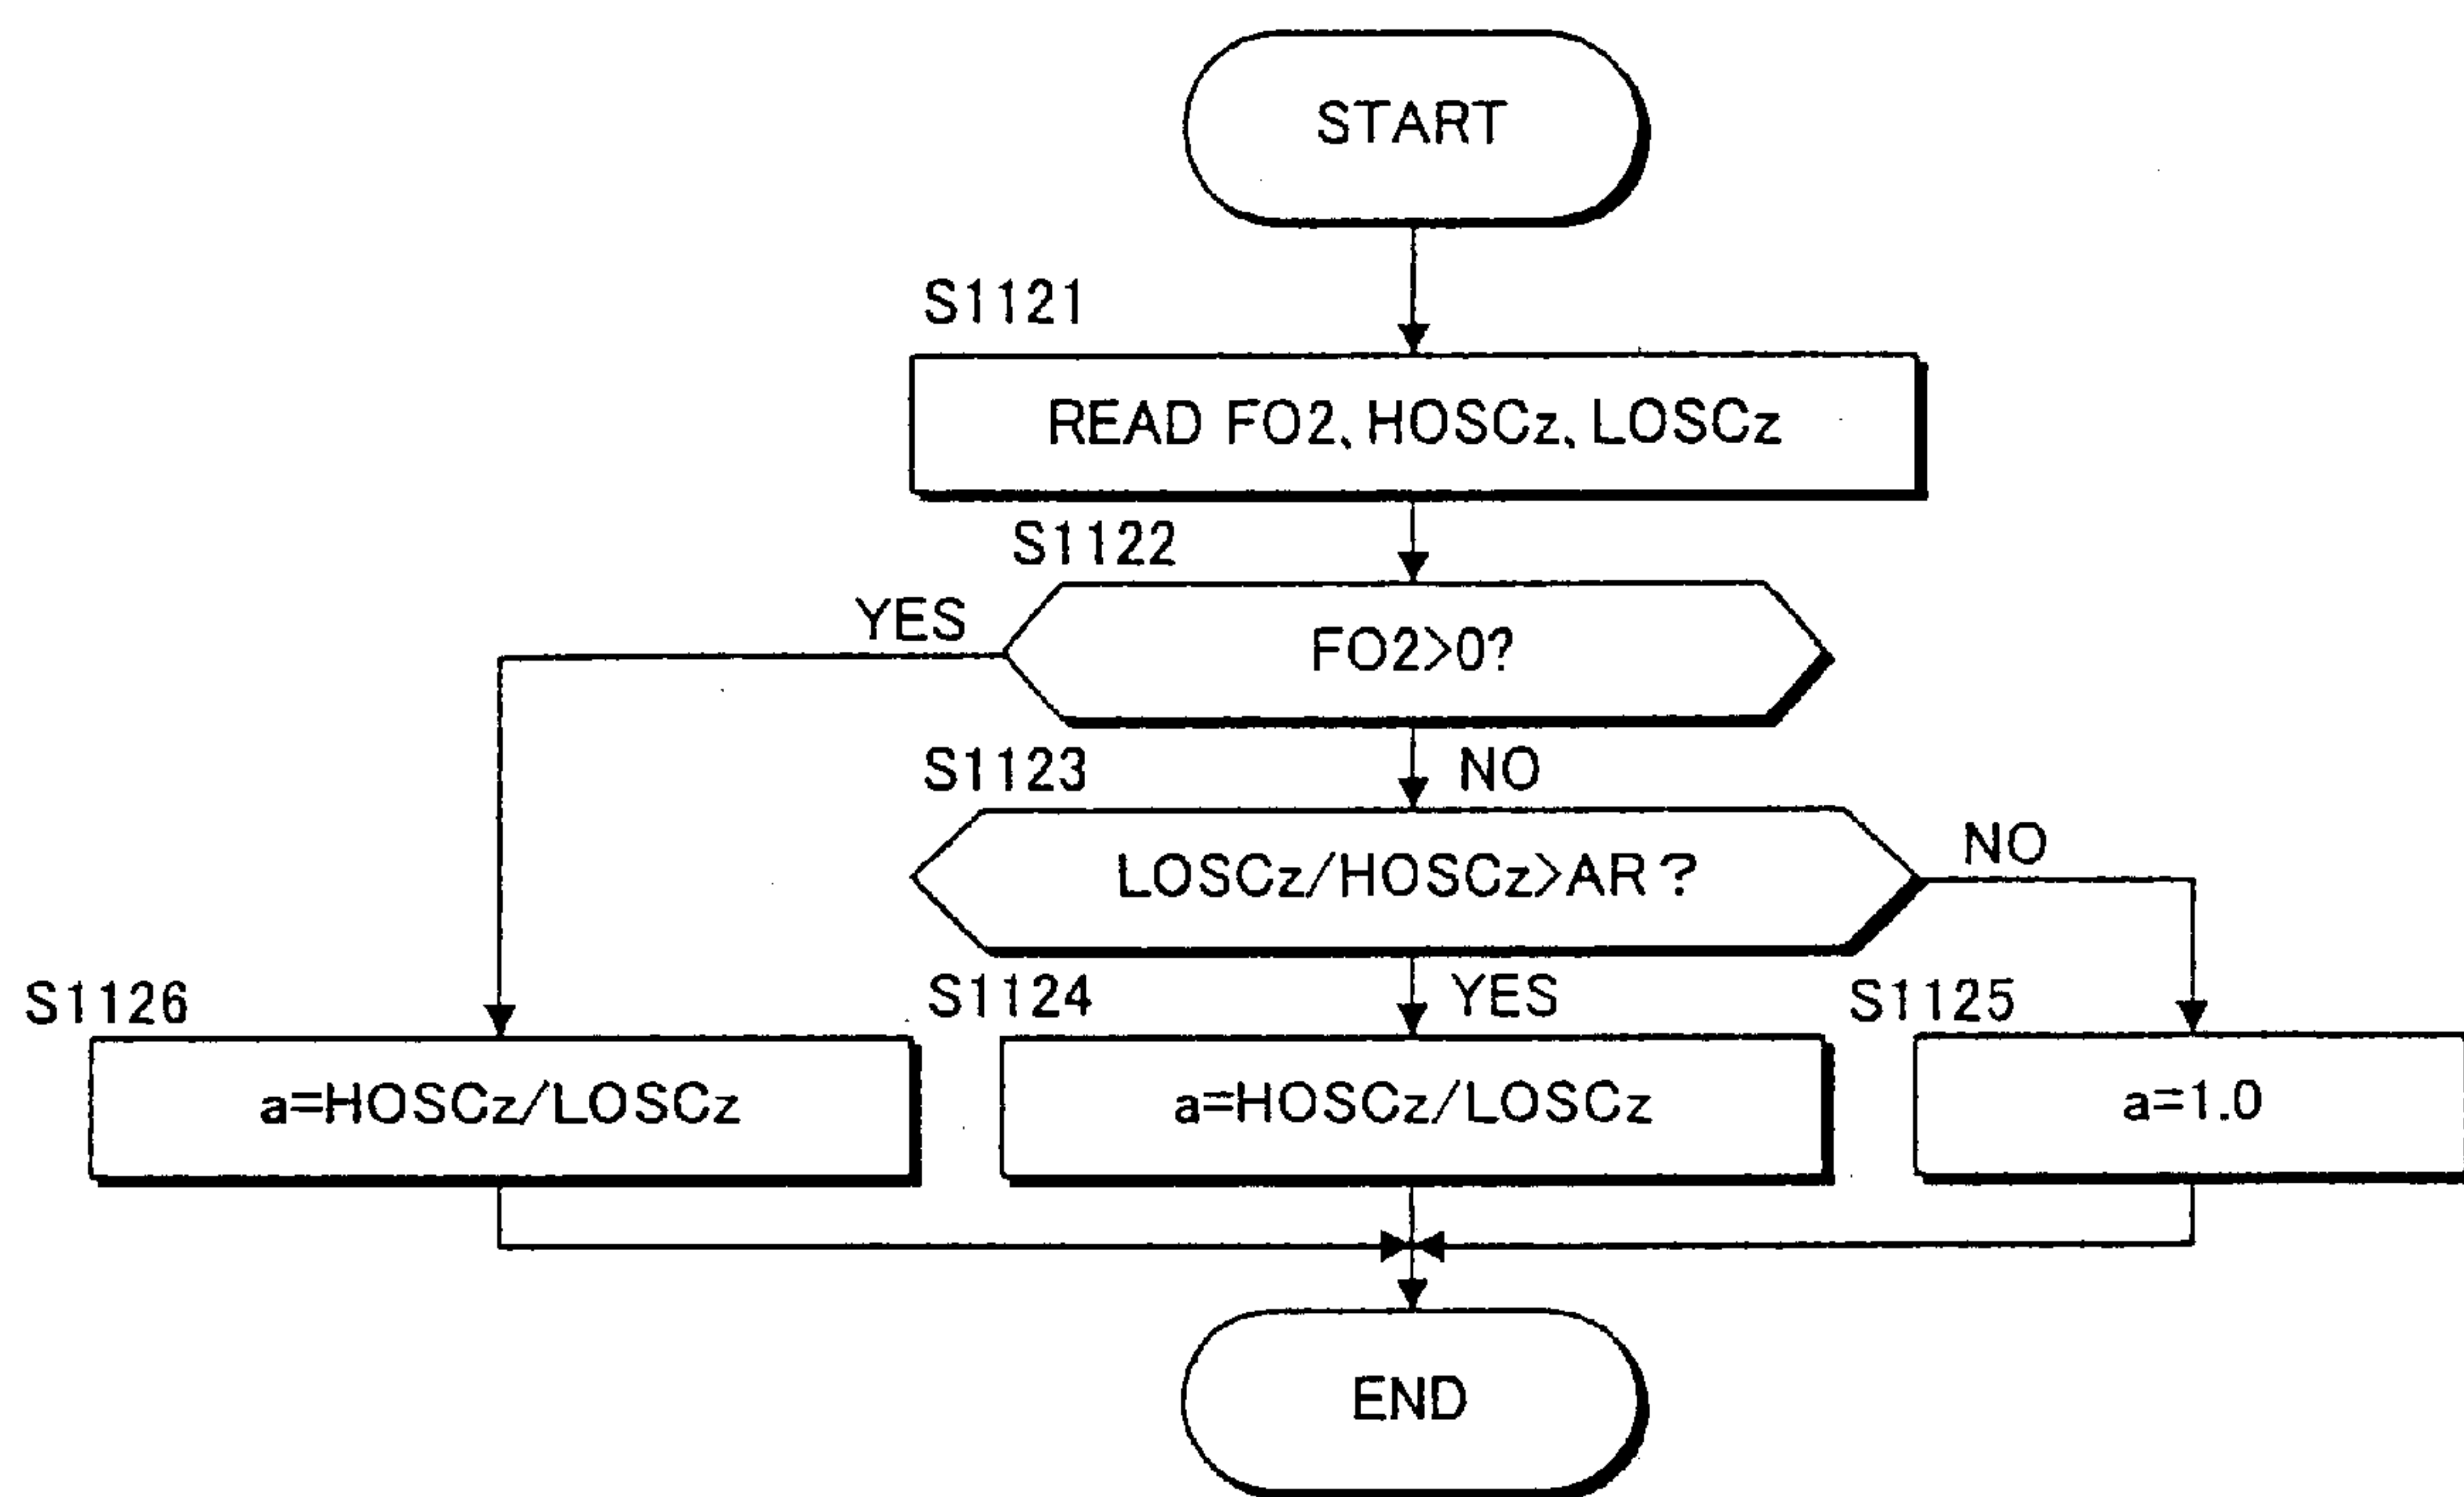 START
S1121
READ FO2, HOSCz, LOSCz
S1122
YES
FO2>0?
S1123
NO
LOSCz/HOSCz>AR?
NO
S1126
S1124
YES
S1125
a=HOSCz/LOSCz
a=HOSCz/LOSCz
a=1.0
END